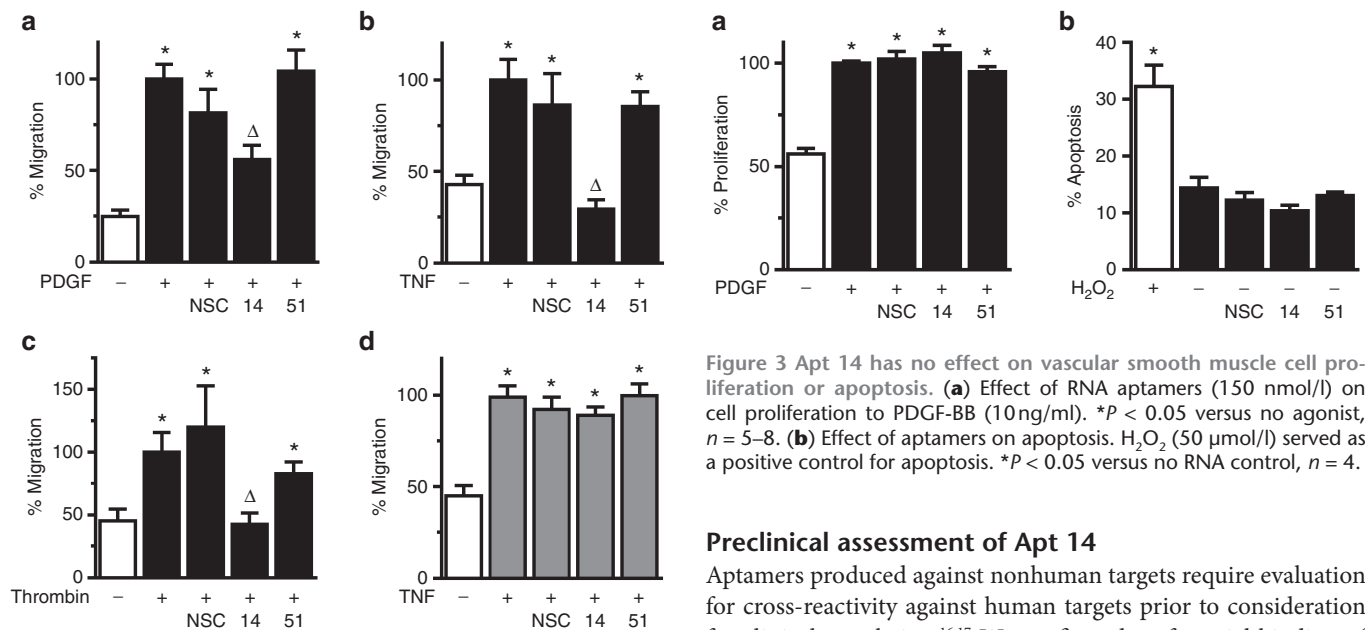 a
% Migration
100
50
0
*
*
Δ
*
PDGF – + + + +
NSC 14 51
b
% Migration
100
50
0
*
*
Δ
*
TNF – + + + +
NSC 14 51
c
% Migration
150
100
50
0
*
*
Δ
*
Thrombin – + + + +
NSC 14 51
d
% Migration
100
50
0
*
*
*
*
TNF – + + + +
NSC 14 51
a
% Proliferation
100
50
0
*
*
*
*
PDGF – + + + +
NSC 14 51
b
% Apoptosis
40
30
20
10
0
*
H₂O₂ + – – – –
NSC 14 51
Figure 3 Apt 14 has no effect on vascular smooth muscle cell pro-
liferation or apoptosis. (a) Effect of RNA aptamers (150 nmol/l) on
cell proliferation to PDGF-BB (10 ng/ml). *P < 0.05 versus no agonist,
n = 5–8. (b) Effect of aptamers on apoptosis. H₂O₂ (50 µmol/l) served as
a positive control for apoptosis. *P < 0.05 versus no RNA control, n = 4.
Preclinical assessment of Apt 14
Aptamers produced against nonhuman targets require evaluation
for cross-reactivity against human targets prior to consideration